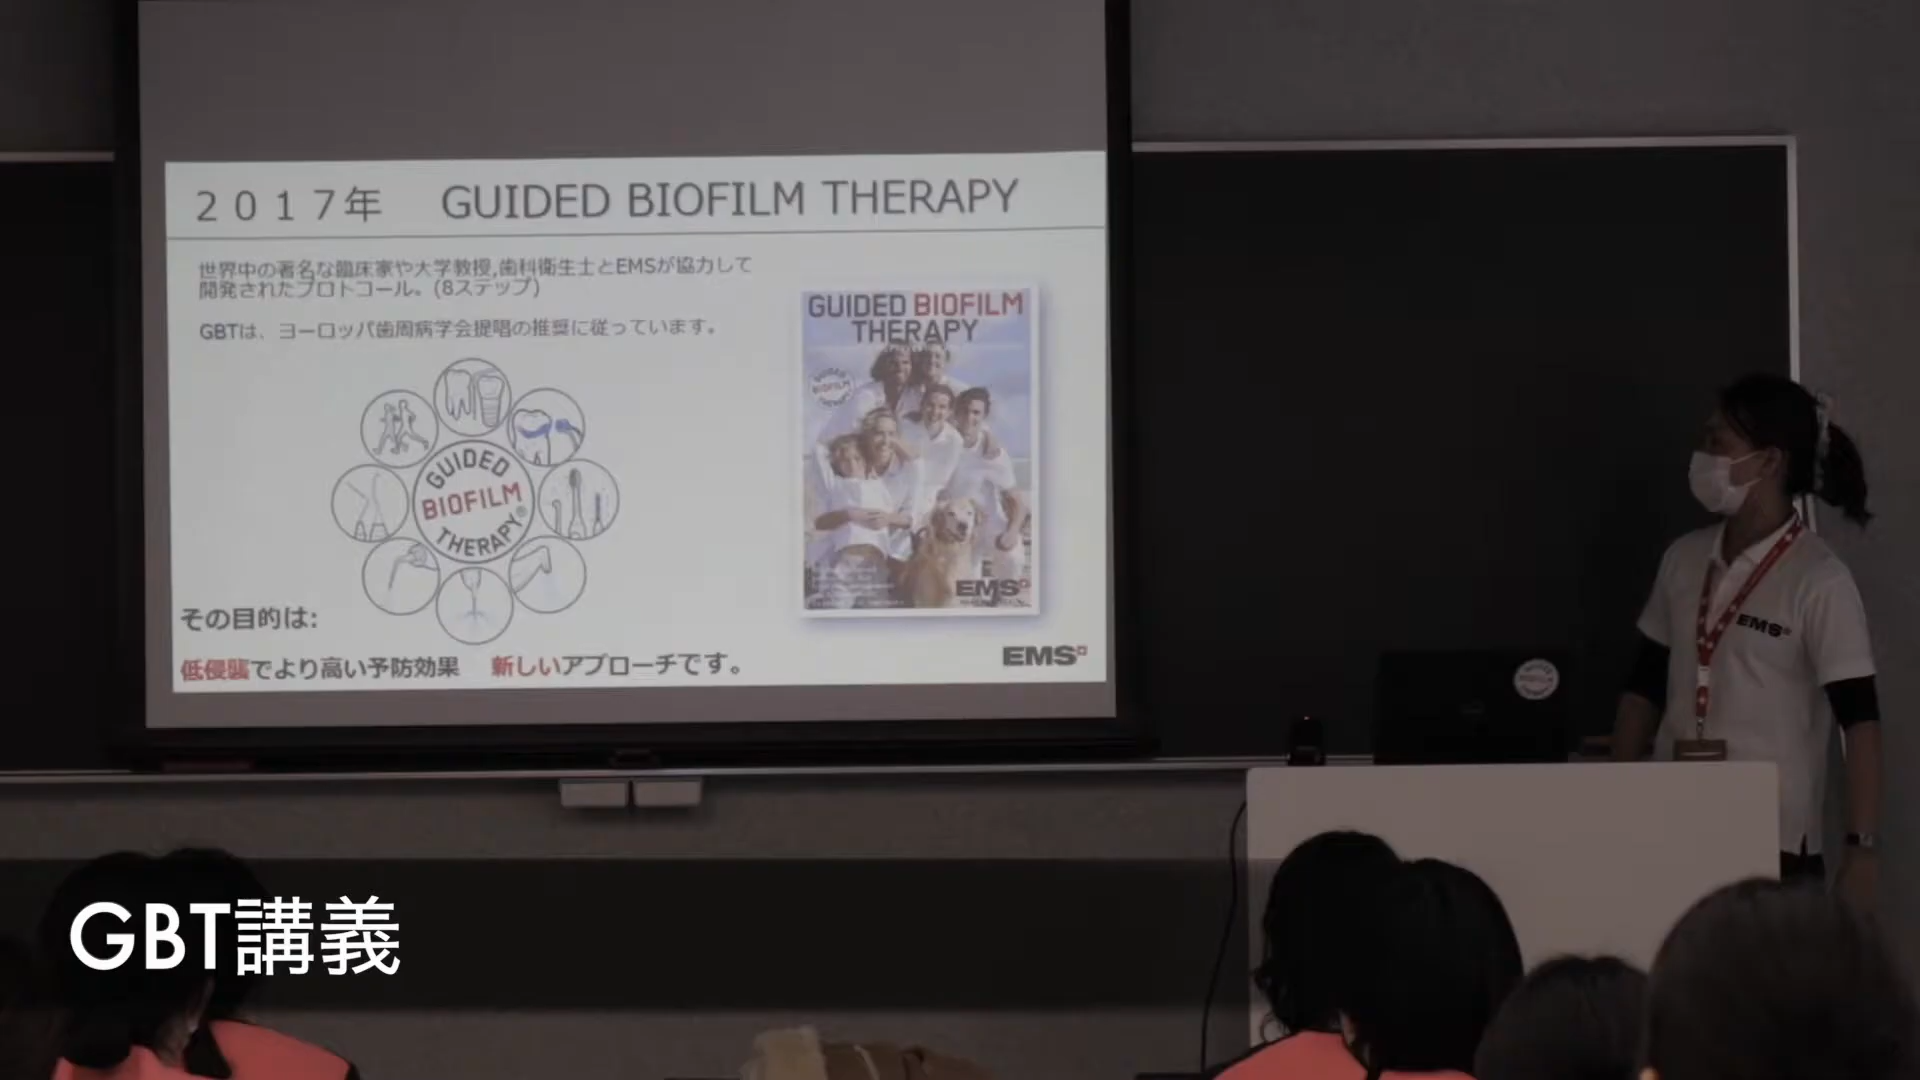 ２０１７年 GUIDED BIOFILM THERAPY
世界中の著名な臨床家や大学教授,歯科衛生士とEMSが協力して
開発されたプロトコール。(8ステップ)
GBTは、ヨーロッパ歯周病学会提唱の推奨に従っています。
GUIDED
BIOFILM
THERAPY®
その目的は:
低侵襲でより高い予防効果 新しいアプローチです。
GUIDED BIOFILM
THERAPY
GUIDED
BIOFILM
THERAPY
EMS
EMS
EMS
GUIDED
BIOFILM
THERAPY
GBT講義